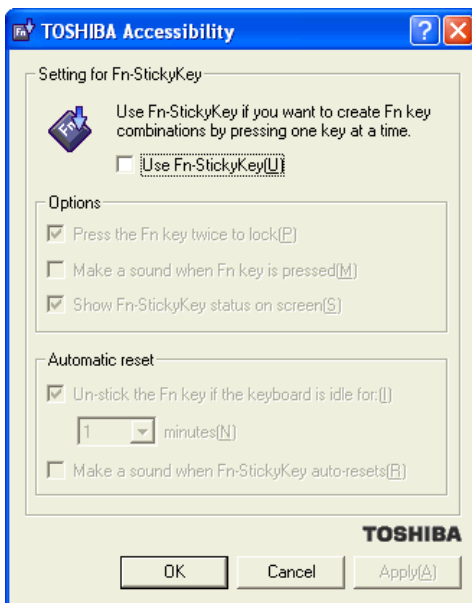 TOSHIBA Accessibility
Setting for Fn-StickyKey
Fn
Use Fn-StickyKey if you want to create Fn key
combinations by pressing one key at a time.
Use Fn-StickyKey(U)
Options
Press the Fn key twice to lock(P)
Make a sound when Fn key is pressed(M)
Show Fn-StickyKey status on screen(S)
Automatic reset
Un-stick the Fn key if the keyboard is idle for:(I)
1 minutes(N)
Make a sound when Fn-StickyKey auto-resets(R)
TOSHIBA
OK Cancel Apply(A)